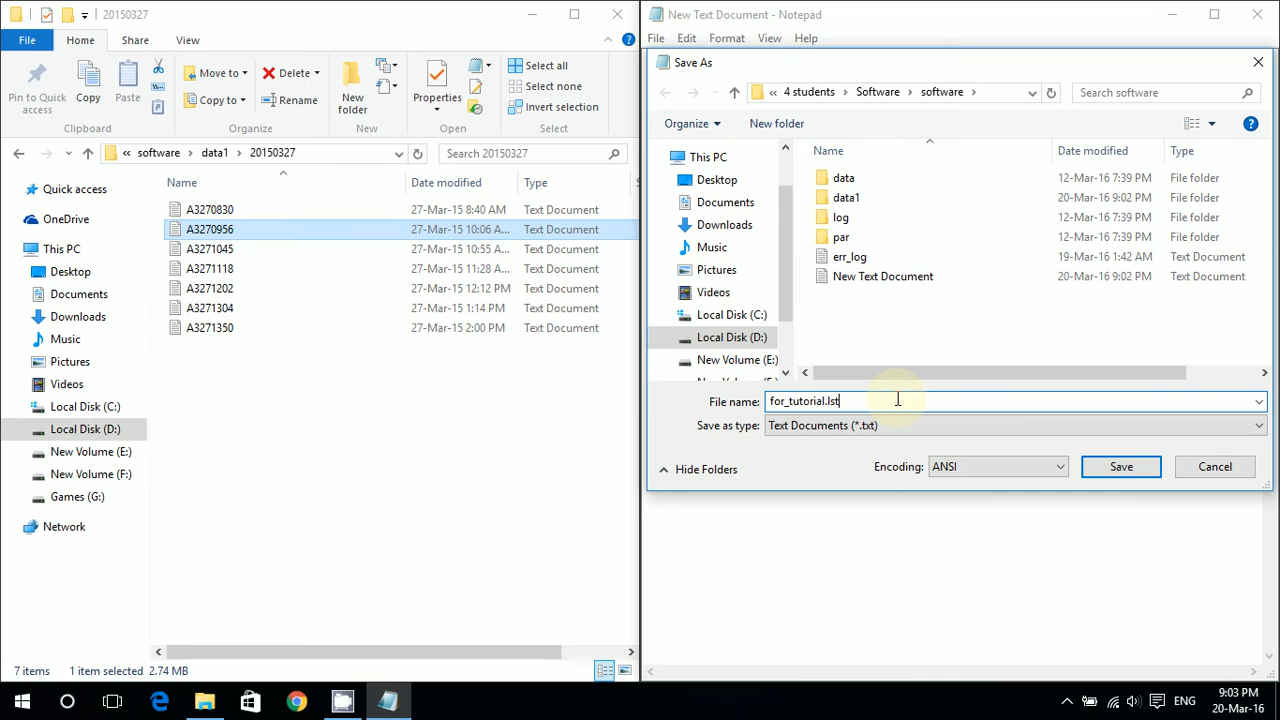 20150327
File
Home
Share
View
Pin to Quick access
Copy
Paste
Clipboard
Move to
Copy to
Delete
Rename
Organize
New folder
New
Properties
Open
Select all
Select none
Invert selection
Select
« software > data1 > 20150327
Search 20150327
Name
Date modified
Type
S
Quick access
OneDrive
This PC
Desktop
Documents
Downloads
Music
Pictures
Videos
Local Disk (C:)
Local Disk (D:)
New Volume (E:)
New Volume (F:)
Games (G:)
Network
A3270830 27-Mar-15 8:40 AM Text Document
A3270956 27-Mar-15 10:06 A... Text Document
A3271045 27-Mar-15 10:55 A... Text Document
A3271118 27-Mar-15 11:28 A... Text Document
A3271202 27-Mar-15 12:12 PM Text Document
A3271304 27-Mar-15 1:14 PM Text Document
A3271350 27-Mar-15 2:00 PM Text Document
7 items 1 item selected 2.74 MB
New Text Document - Notepad
File Edit Format View Help
Save As
« 4 students > Software > software >
Search software
Organize
New folder
This PC
Desktop
Documents
Downloads
Music
Pictures
Videos
Local Disk (C:)
Local Disk (D:)
New Volume (E:)
Name Date modified Type
data 12-Mar-16 7:39 PM File folder
data1 20-Mar-16 9:02 PM File folder
log 12-Mar-16 7:39 PM File folder
par 12-Mar-16 7:39 PM File folder
err_log 19-Mar-16 1:42 AM Text Document
New Text Document 20-Mar-16 9:02 PM Text Document
File name: for_tutorial.lst
Save as type: Text Documents (*.txt)
Hide Folders
Encoding: ANSI
Save
Cancel
ENG
9:03 PM
20-Mar-16